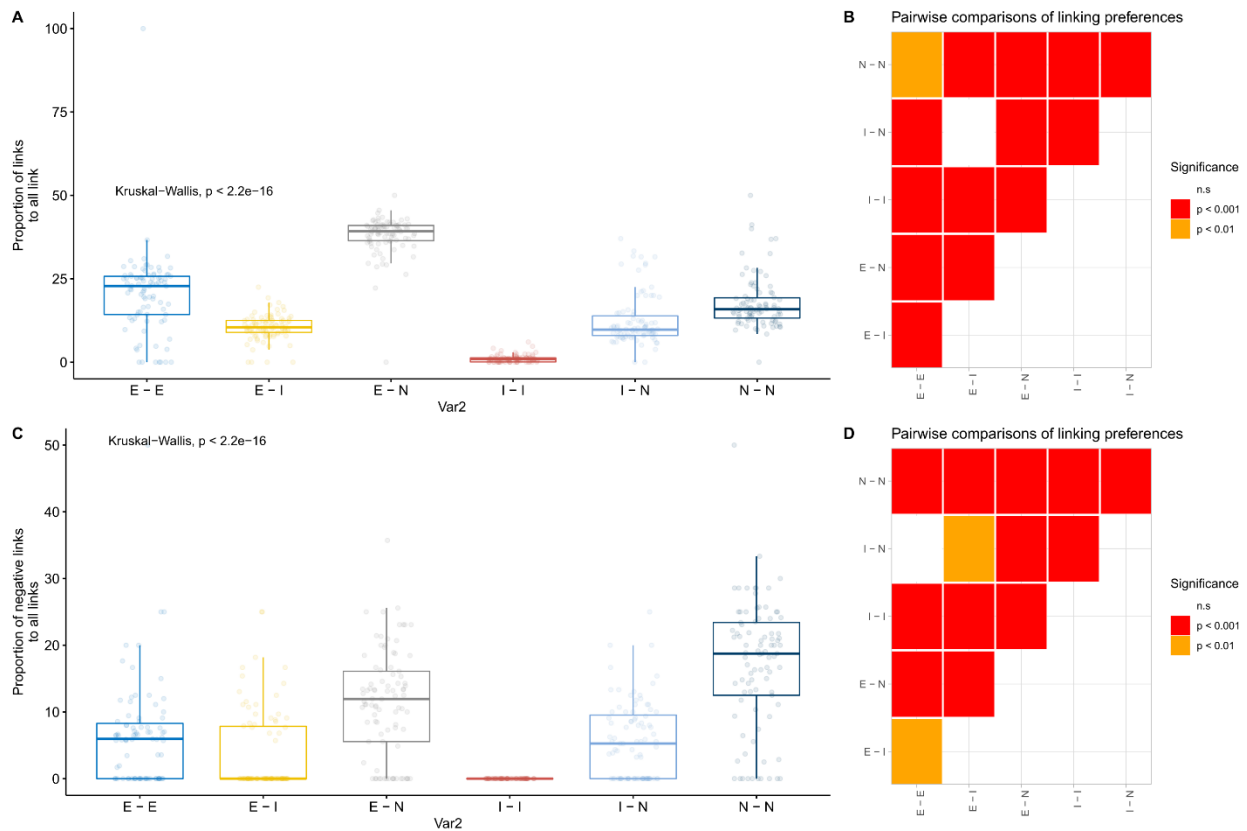 A
Proportion of links
to all link
100
75
50
25
0
Kruskal−Wallis, p < 2.2e−16
E − E
E − I
E − N
I − I
I − N
N − N
Var2
B
Pairwise comparisons of linking preferences
N − N
I − N
I − I
E − N
E − I
E − E
E − I
E − N
I − I
I − N
Significance
n.s
p < 0.001
p < 0.01
C
Proportion of negative links
to all links
50
40
30
20
10
0
Kruskal−Wallis, p < 2.2e−16
E − E
E − I
E − N
I − I
I − N
N − N
Var2
D
Pairwise comparisons of linking preferences
N − N
I − N
I − I
E − N
E − I
E − E
E − I
E − N
I − I
I − N
Significance
n.s
p < 0.001
p < 0.01